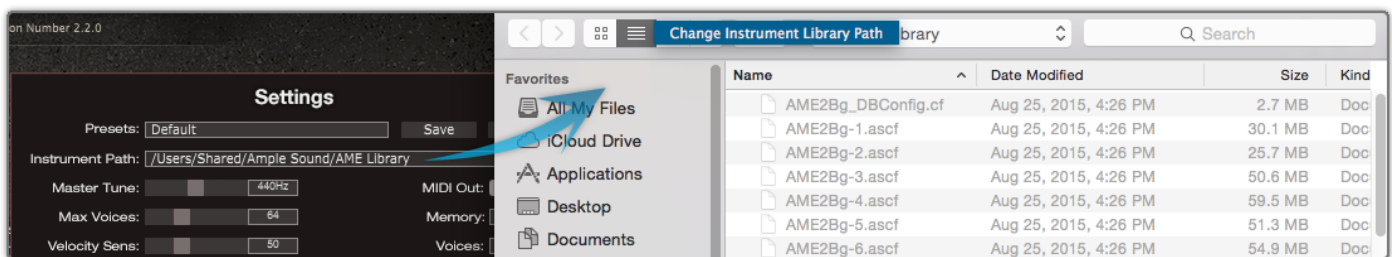 on Number 2.2.0
Settings
Presets: Default Save
Instrument Path: /Users/Shared/Ample Sound/AME Library
Master Tune: 440Hz MIDI Out:
Max Voices: 64 Memory:
Velocity Sens: 50 Voices:
Change Instrument Library Path brary Search
Favorites
All My Files
iCloud Drive
Applications
Desktop
Documents
Name Date Modified Size Kind
AME2Bg_DBConfig.cf Aug 25, 2015, 4:26 PM 2.7 MB Doc
AME2Bg-1.ascf Aug 25, 2015, 4:26 PM 30.1 MB Doc
AME2Bg-2.ascf Aug 25, 2015, 4:26 PM 25.7 MB Doc
AME2Bg-3.ascf Aug 25, 2015, 4:26 PM 50.6 MB Doc
AME2Bg-4.ascf Aug 25, 2015, 4:26 PM 59.5 MB Doc
AME2Bg-5.ascf Aug 25, 2015, 4:26 PM 51.3 MB Doc
AME2Bg-6.ascf Aug 25, 2015, 4:26 PM 54.9 MB Doc